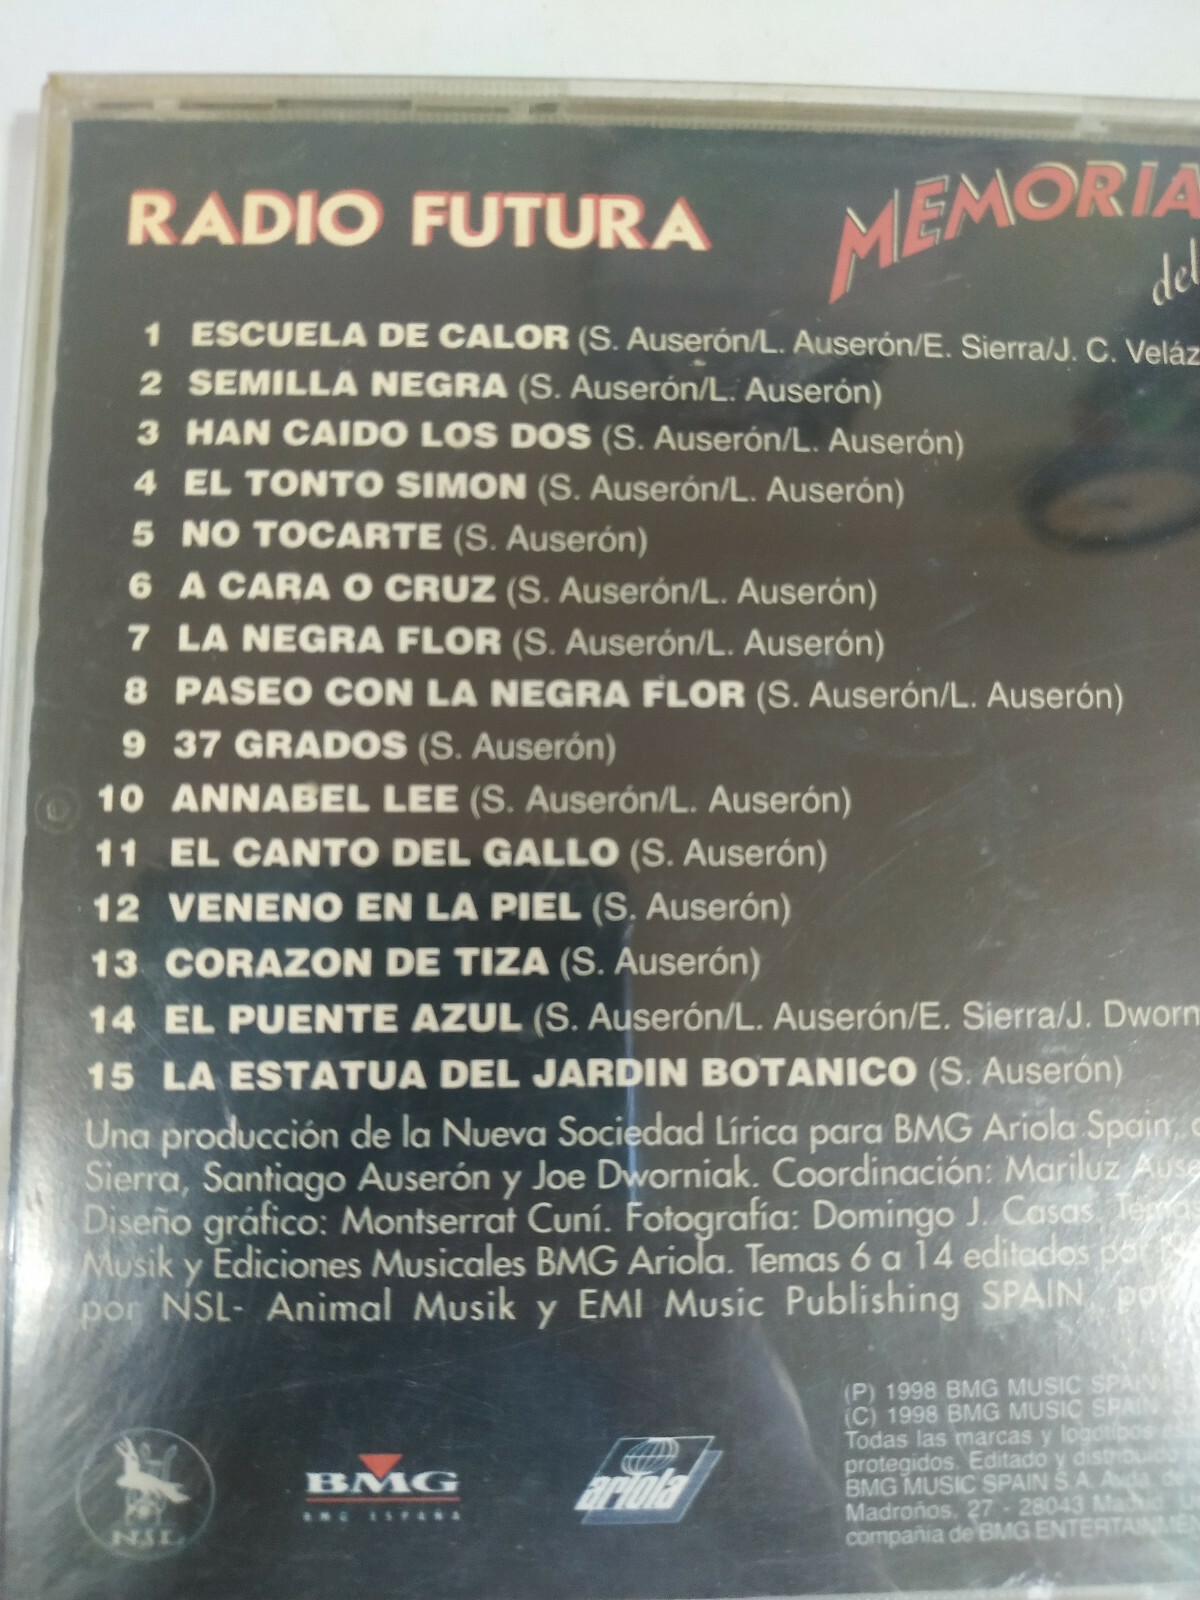 RADIO FUTURA
MEMORIA
del
1 ESCUELA DE CALOR (S. Auserón/L. Auserón/E. Sierra/J. C. Veláz
2 SEMILLA NEGRA (S. Auserón/L. Auserón)
3 HAN CAIDO LOS DOS (S. Auserón/L. Auserón)
4 EL TONTO SIMON (S. Auserón/L. Auserón)
5 NO TOCARTE (S. Auserón)
6 A CARA O CRUZ (S. Auserón/L. Auserón)
7 LA NEGRA FLOR (S. Auserón/L. Auserón)
8 PASEO CON LA NEGRA FLOR (S. Auserón/L. Auserón)
9 37 GRADOS (S. Auserón)
10 ANNABEL LEE (S. Auserón/L. Auserón)
11 EL CANTO DEL GALLO (S. Auserón)
12 VENENO EN LA PIEL (S. Auserón)
13 CORAZON DE TIZA (S. Auserón)
14 EL PUENTE AZUL (S. Auserón/L. Auserón/E. Sierra/J. Dworn
15 LA ESTATUA DEL JARDIN BOTANICO (S. Auserón)
Una producción de la Nueva Sociedad Lírica para BMG Ariola Spain,
Sierra, Santiago Auserón y Joe Dworniak. Coordinación: Mariluz Aus
Diseño gráfico: Montserrat Cuní. Fotografía: Domingo J. Casas. Tema
Musik y Ediciones Musicales BMG Ariola. Temas 6 a 14 editados por
por NSL- Animal Musik y EMI Music Publishing SPAIN,
(P) 1998 BMG MUSIC SPAIN
(C) 1998 BMG MUSIC SPAIN
Todas las marcas y logotipos
protegidos. Editado y distribuido
BMG MUSIC SPAIN S.A. Avda. de
Madroños, 27 - 28043 Madrid
compañia de BMG ENTERTAINMEN
NSL
BMG
BMG ESPAÑA
ariola